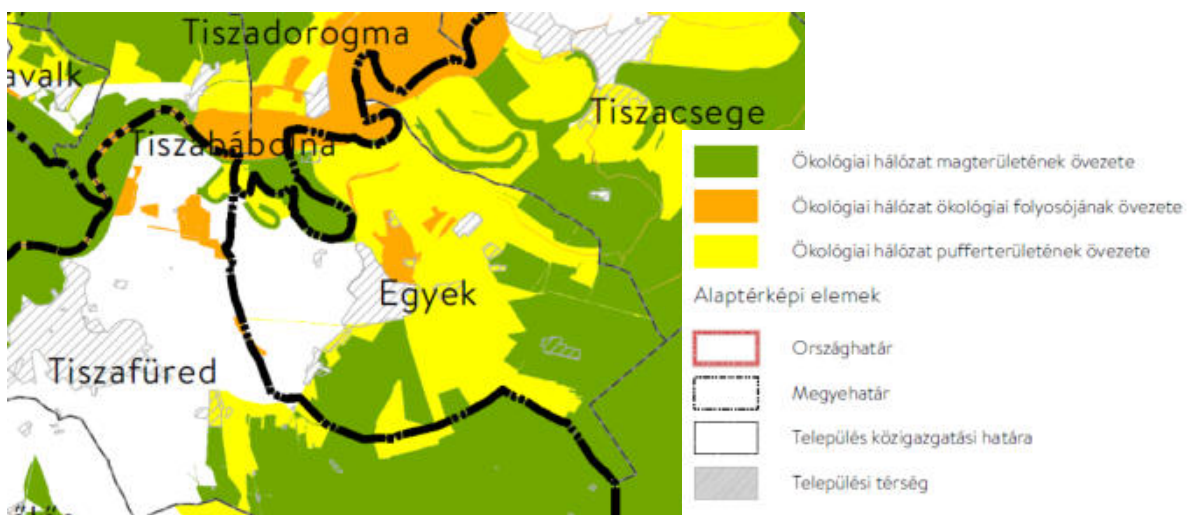 Tiszadorogma
avalk
Tiszacsege
Tiszabábolna
Egyek
Tiszafüred
Ökológiai hálózat magterületének övezete
Ökológiai hálózat ökológiai folyosójának övezete
Ökológiai hálózat pufferterületének övezete
Alaptérképi elemek
Országhatár
Megyehatár
Település közigazgatási határa
Települési térség